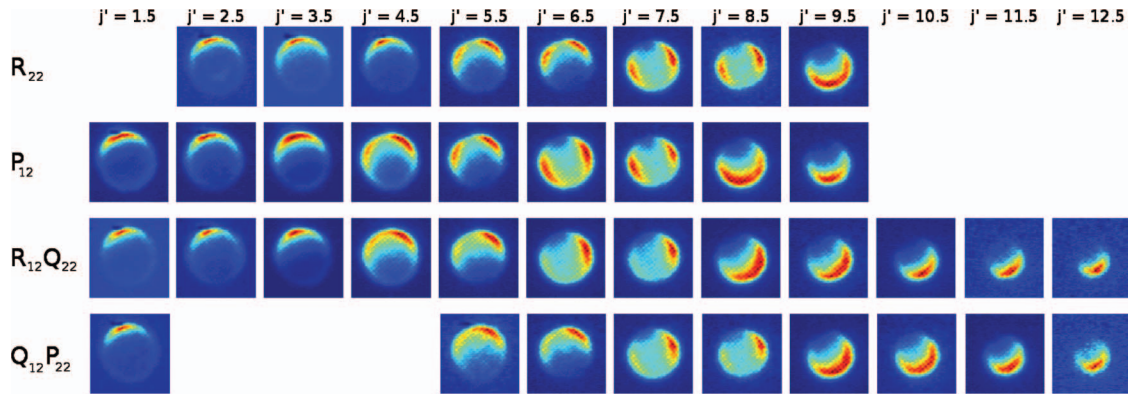 j' = 1.5 j' = 2.5 j' = 3.5 j' = 4.5 j' = 5.5 j' = 6.5 j' = 7.5 j' = 8.5 j' = 9.5 j' = 10.5 j' = 11.5 j' = 12.5
R₂₂
P₁₂
R₁₂Q₂₂
Q₁₂P₂₂